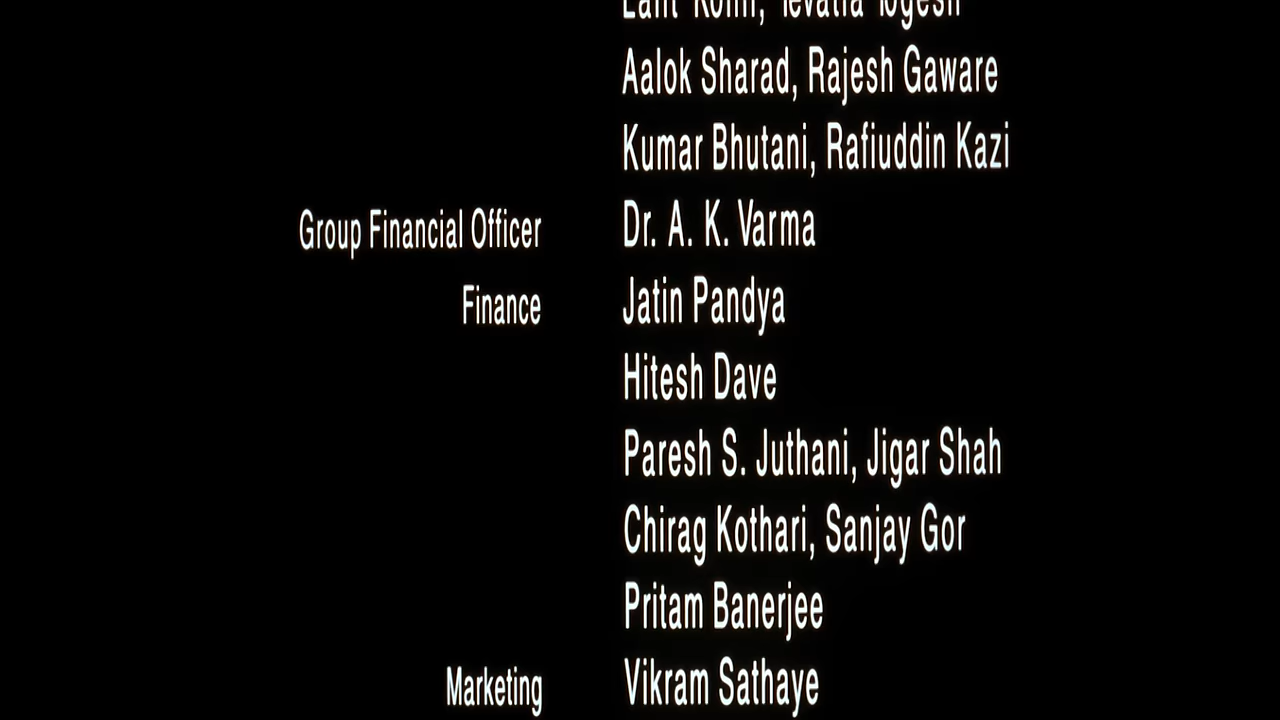 Aalok Sharad, Rajesh Gaware
Kumar Bhutani, Rafiuddin Kazi
Group Financial Officer Dr. A. K. Varma
Finance Jatin Pandya
Hitesh Dave
Paresh S. Juthani, Jigar Shah
Chirag Kothari, Sanjay Gor
Pritam Banerjee
Marketing Vikram Sathaye